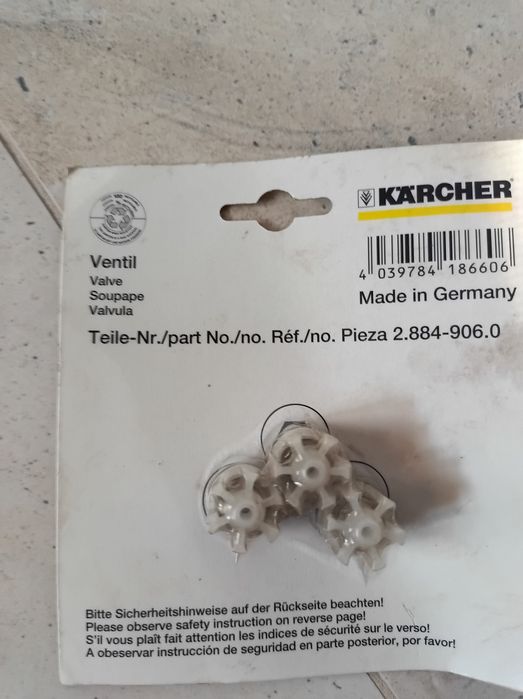 KÄRCHER
4 039784 186606
Made in Germany
Ventil
Valve
Soupape
Valvula
Teile-Nr./part No./no. Réf./no. Pieza 2.884-906.0
Bitte Sicherheitshinweise auf der Rückseite beachten!
Please observe safety instruction on reverse page!
S'il vous plaît fait attention les indices de sécurité sur le verso!
A obeservar instrucción de seguridad en parte posterior, por favor!